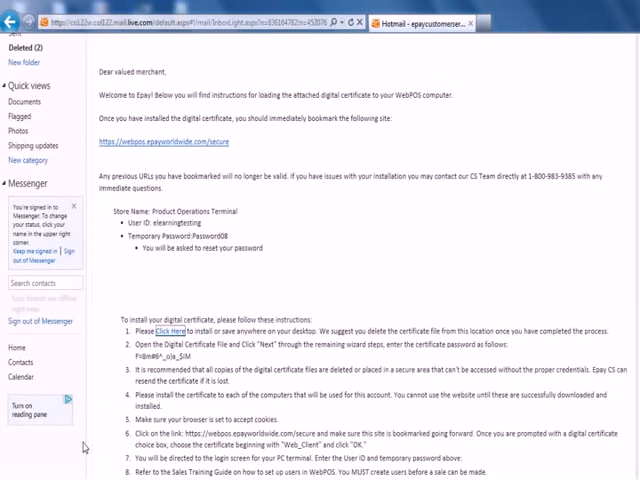 https://co122w.col122.mail.live.com/default.aspx#!/mail/InboxLight.aspx?n=836164782!n=452076
Hotmail - epaycustomerser...
Deleted (2)
New folder
Quick views
Documents
Flagged
Photos
Shipping updates
New category
Messenger
You're signed in to
Messenger. To change
your status, click your
name in the upper right
corner.
Keep me signed in | Sign
out of Messenger
Search contacts
Sign out of Messenger
Home
Contacts
Calendar
Turn on
reading pane
Dear valued merchant,
Welcome to Epay! Below you will find instructions for loading the attached digital certificate to your WebPOS computer.
Once you have installed the digital certificate, you should immediately bookmark the following site:
https://webpos.epayworldwide.com/secure
Any previous URLs you have bookmarked will no longer be valid. If you have issues with your installation you may contact our CS Team directly at 1-800-983-9385 with any
immediate questions.
Store Name: Product Operations Terminal
• User ID: elearningtesting
• Temporary Password:Password08
• You will be asked to reset your password
To install your digital certificate, please follow these instructions:
1. Please Click Here to install or save anywhere on your desktop. We suggest you delete the certificate file from this location once you have completed the process.
2. Open the Digital Certificate File and Click "Next" through the remaining wizard steps, enter the certificate password as follows:
F=8m#6^_o)a_$iM
3. It is recommended that all copies of the digital certificate files are deleted or placed in a secure area that can't be accessed without the proper credentials. Epay CS can
resend the certificate if it is lost.
4. Please install the certificate to each of the computers that will be used for this account. You cannot use the website until these are successfully downloaded and
installed.
5. Make sure your browser is set to accept cookies.
6. Click on the link: https://webpos.epayworldwide.com/secure and make sure this site is bookmarked going forward. Once you are prompted with a digital certificate
choice box, choose the certificate beginning with "Web_Client" and click "OK."
7. You will be directed to the login screen for your PC terminal. Enter the User ID and temporary password above:
8. Refer to the Sales Training Guide on how to set up users in WebPOS. You MUST create users before a sale can be made.